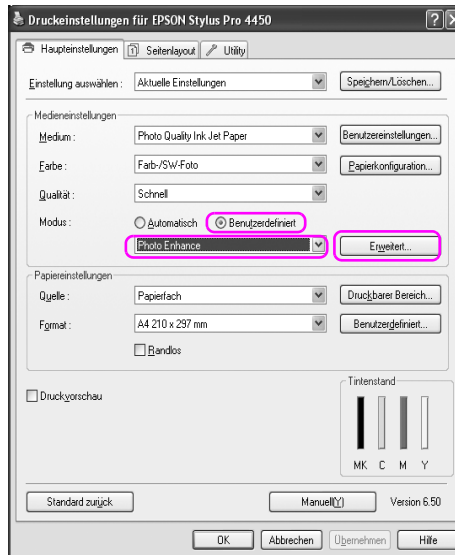 Druckeinstellungen für EPSON Stylus Pro 4450
Haupteinstellungen Seitenlayout Utility
Einstellung auswählen : Aktuelle Einstellungen Speichern/Löschen...
Medieneinstellungen
Medium : Photo Quality Ink Jet Paper Benutzereinstellungen...
Farbe : Farb-/SW-Foto Papierkonfiguration...
Qualität : Schnell
Modus : Automatisch Benutzerdefiniert
Photo Enhance Erweitert...
Papiereinstellungen
Quelle : Papierfach Druckbarer Bereich...
Format : A4 210 x 297 mm Benutzerdefiniert...
Randlos
Druckvorschau
Tintenstand
MK C M Y
Standard zurück Manuell(Y) Version 6.50
OK Abbrechen Übernehmen Hilfe